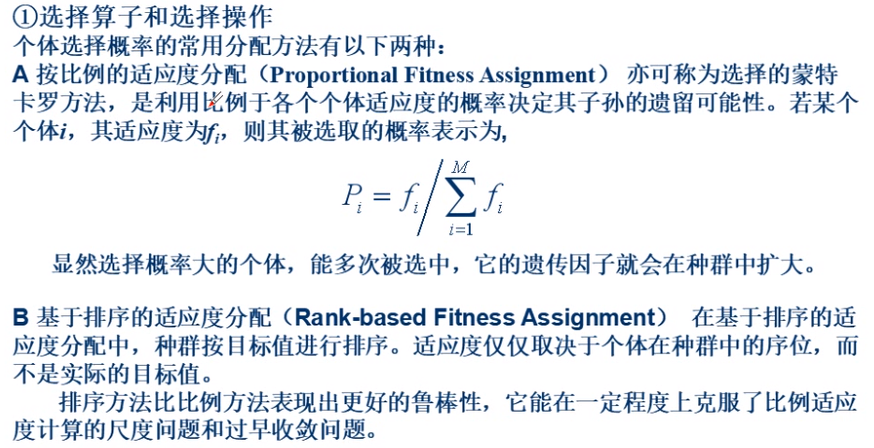 ①选择算子和选择操作
个体选择概率的常用分配方法有以下两种：
A 按比例的适应度分配（Proportional Fitness Assignment） 亦可称为选择的蒙特
卡罗方法，是利用比例于各个个体适应度的概率决定其子孙的遗留可能性。若某个
个体i，其适应度为fᵢ，则其被选取的概率表示为,
Pᵢ = fᵢ / ∑ᵢ₌₁ᴹ fᵢ
显然选择概率大的个体，能多次被选中，它的遗传因子就会在种群中扩大。
B 基于排序的适应度分配（Rank-based Fitness Assignment） 在基于排序的适
应度分配中，种群按目标值进行排序。适应度仅仅取决于个体在种群中的序位，而
不是实际的目标值。
排序方法比比例方法表现出更好的鲁棒性，它能在一定程度上克服了比例适应
度计算的尺度问题和过早收敛问题。